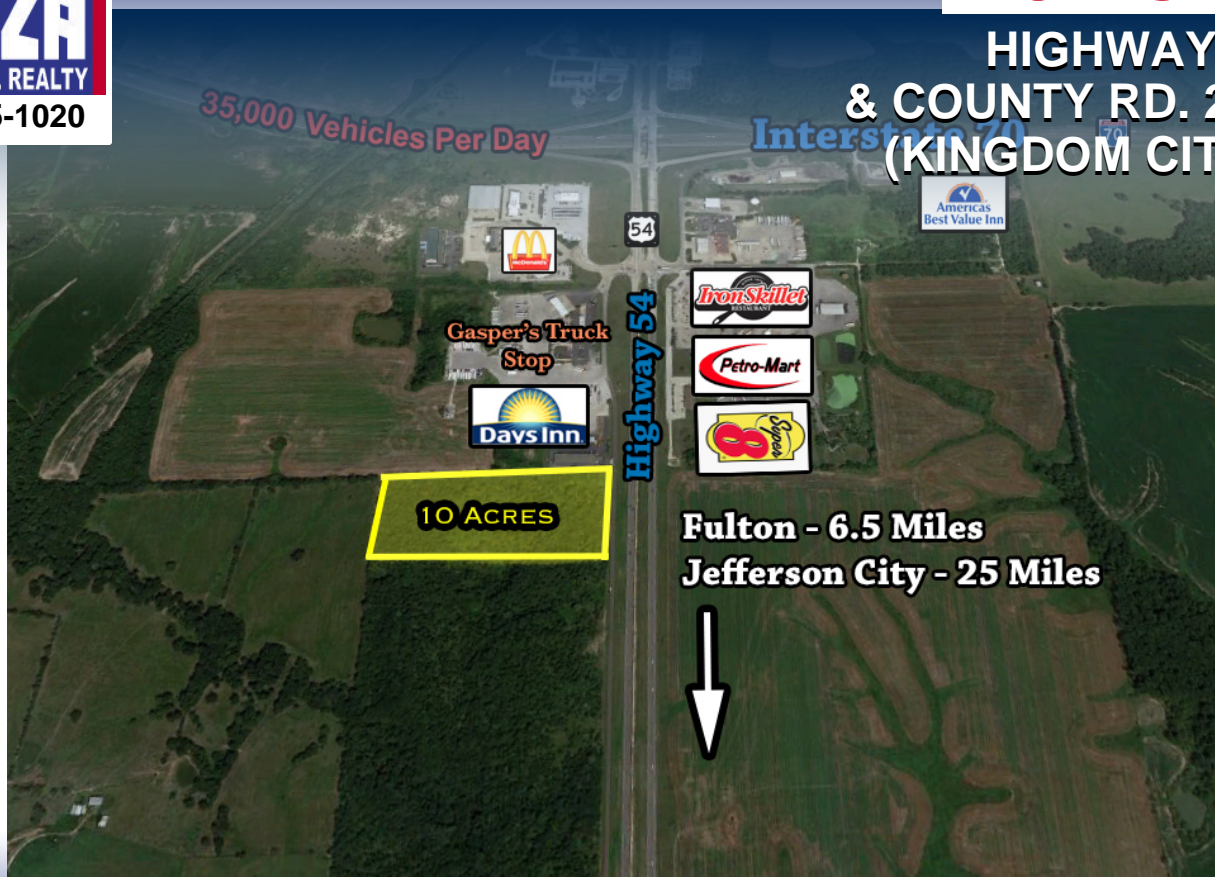 REALTY
5-1020
HIGHWAY
& COUNTY RD. 2
(KINGDOM CIT
35,000 Vehicles Per Day
Interstate 70
70
Americas
Best Value Inn
54
McDonald's
Iron Skillet
RESTAURANT
Gasper's Truck
Stop
Highway 54
Petro-Mart
Days Inn
Super
8
10 ACRES
Fulton - 6.5 Miles
Jefferson City - 25 Miles